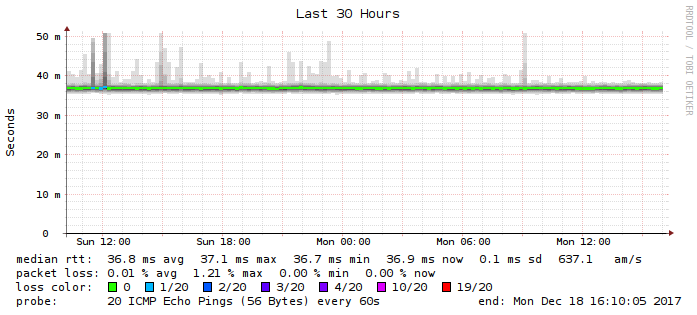 Last 30 Hours
RRDTOOL / TOBI OETIKER
Seconds
50 m
40 m
30 m
20 m
10 m
0
Sun 12:00 Sun 18:00 Mon 00:00 Mon 06:00 Mon 12:00
median rtt: 36.8 ms avg 37.1 ms max 36.7 ms min 36.9 ms now 0.1 ms sd 637.1 am/s
packet loss: 0.01 % avg 1.21 % max 0.00 % min 0.00 % now
loss color: 0 1/20 2/20 3/20 4/20 10/20 19/20
probe: 20 ICMP Echo Pings (56 Bytes) every 60s end: Mon Dec 18 16:10:05 2017